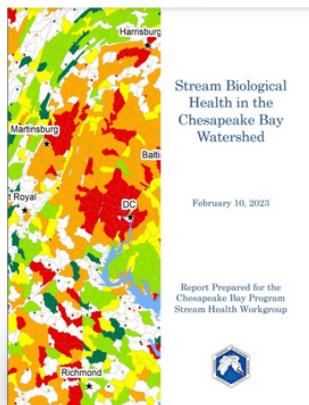 Harrisburg
Martinsburg
Balti
t Royal
DC
Richmond
Stream Biological
Health in the
Chesapeake Bay
Watershed
February 10, 2023
Report Prepared for the
Chesapeake Bay Program
Stream Health Workgroup